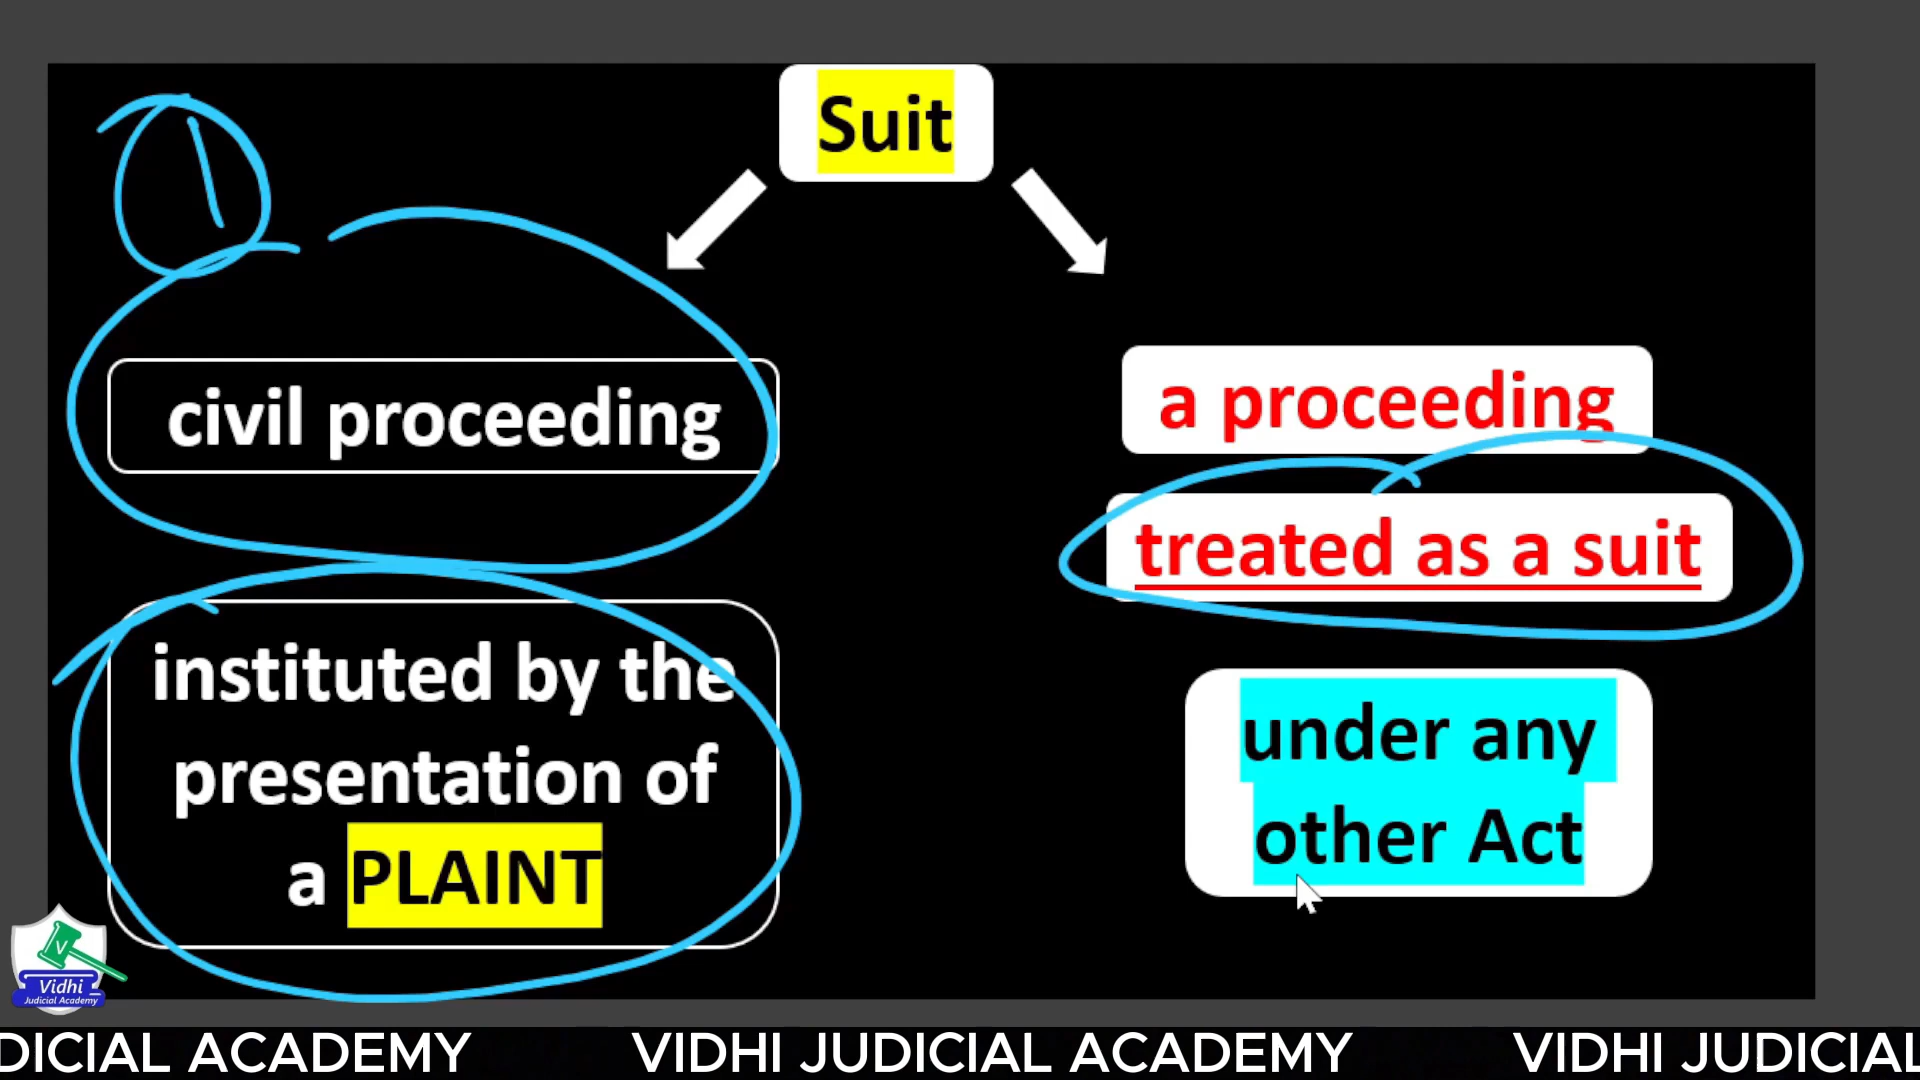 1
Suit
civil proceeding
instituted by the
presentation of
a PLAINT
a proceeding
treated as a suit
under any
other Act
V
Vidhi
Judicial Academy
DICIAL ACADEMY VIDHI JUDICIAL ACADEMY VIDHI JUDICIAL